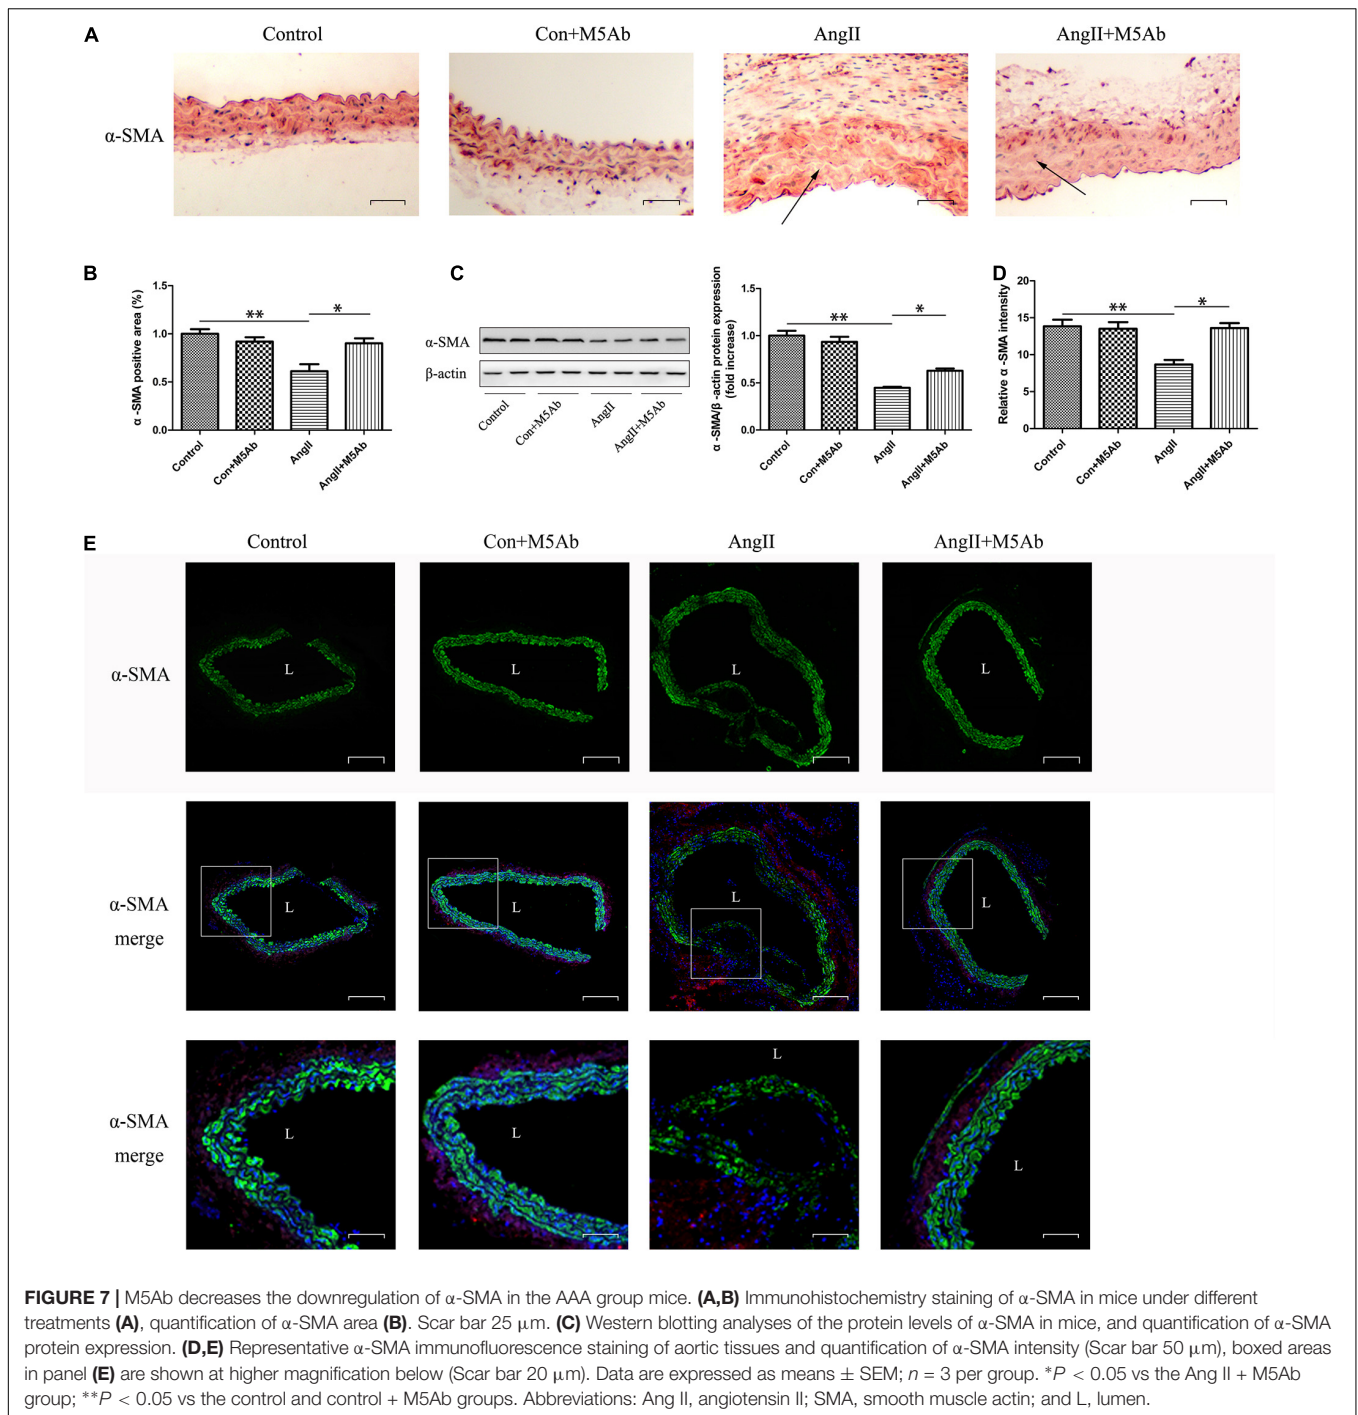 A
Control Con+M5Ab AngII AngII+M5Ab
α-SMA
B
α -SMA positive area (%)
1.5
1.0
0.5
0.0
** *
Control Con+M5Ab AngII AngII+M5Ab
C
α-SMA
β-actin
Control Con+M5Ab AngII AngII+M5Ab
α -SMA/β -actin protein expression
(fold increase)
1.5
1.0
0.5
0.0
** *
Control Con+M5Ab AngII AngII+M5Ab
D
Relative α -SMA intensity
20
15
10
5
0
** *
Control Con+M5Ab AngII AngII+M5Ab
E
Control Con+M5Ab AngII AngII+M5Ab
α-SMA
L L L L
α-SMA
merge
L L L L
α-SMA
merge
L L L L
FIGURE 7 | M5Ab decreases the downregulation of α-SMA in the AAA group mice. (A,B) Immunohistochemistry staining of α-SMA in mice under different
treatments (A), quantification of α-SMA area (B). Scar bar 25 μm. (C) Western blotting analyses of the protein levels of α-SMA in mice, and quantification of α-SMA
protein expression. (D,E) Representative α-SMA immunofluorescence staining of aortic tissues and quantification of α-SMA intensity (Scar bar 50 μm), boxed areas
in panel (E) are shown at higher magnification below (Scar bar 20 μm). Data are expressed as means ± SEM; n = 3 per group. *P < 0.05 vs the Ang II + M5Ab
group; **P < 0.05 vs the control and control + M5Ab groups. Abbreviations: Ang II, angiotensin II; SMA, smooth muscle actin; and L, lumen.